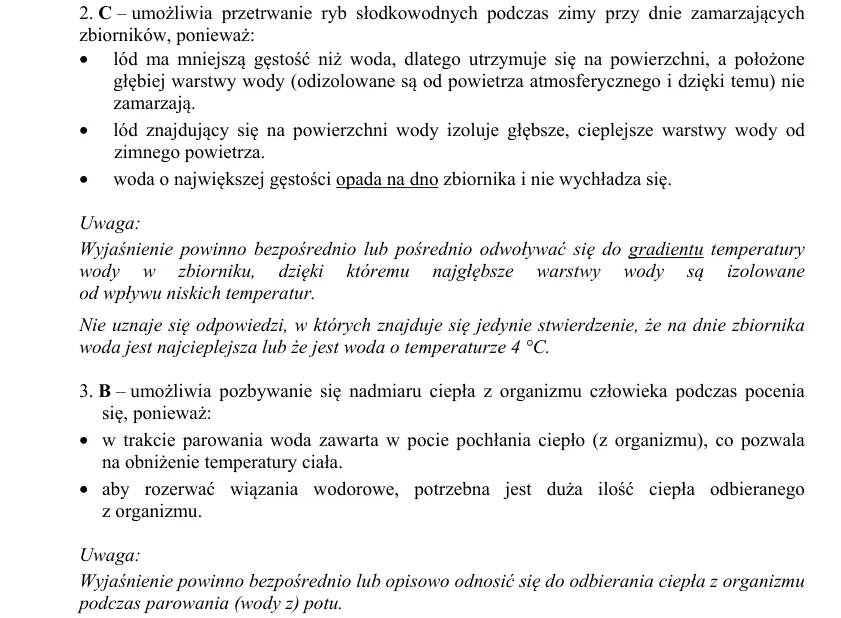 2. C – umożliwia przetrwanie ryb słodkowodnych podczas zimy przy dnie zamarzających
zbiorników, ponieważ:
• lód ma mniejszą gęstość niż woda, dlatego utrzymuje się na powierzchni, a położone
głębiej warstwy wody (odizolowane są od powietrza atmosferycznego i dzięki temu) nie
zamarzają.
• lód znajdujący się na powierzchni wody izoluje głębsze, cieplejsze warstwy wody od
zimnego powietrza.
• woda o największej gęstości opada na dno zbiornika i nie wychładza się.
Uwaga:
Wyjaśnienie powinno bezpośrednio lub pośrednio odwoływać się do gradientu temperatury
wody w zbiorniku, dzięki któremu najgłębsze warstwy wody są izolowane
od wpływu niskich temperatur.
Nie uznaje się odpowiedzi, w których znajduje się jedynie stwierdzenie, że na dnie zbiornika
woda jest najcieplejsza lub że jest woda o temperaturze 4 °C.
3. B – umożliwia pozbywanie się nadmiaru ciepła z organizmu człowieka podczas pocenia
się, ponieważ:
• w trakcie parowania woda zawarta w pocie pochłania ciepło (z organizmu), co pozwala
na obniżenie temperatury ciała.
• aby rozerwać wiązania wodorowe, potrzebna jest duża ilość ciepła odbieranego
z organizmu.
Uwaga:
Wyjaśnienie powinno bezpośrednio lub opisowo odnosić się do odbierania ciepła z organizmu
podczas parowania (wody z) potu.